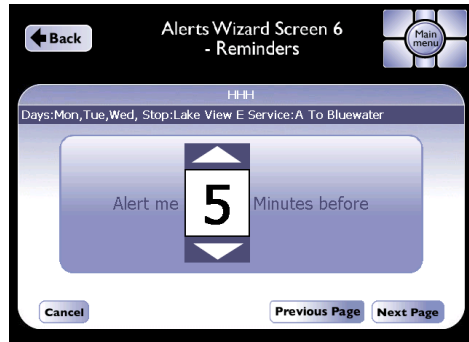 Back
Alerts Wizard Screen 6
- Reminders
Main
menu
HHH
Days:Mon,Tue,Wed, Stop:Lake View E Service:A To Bluewater
Alert me 5 Minutes before
Cancel
Previous Page
Next Page